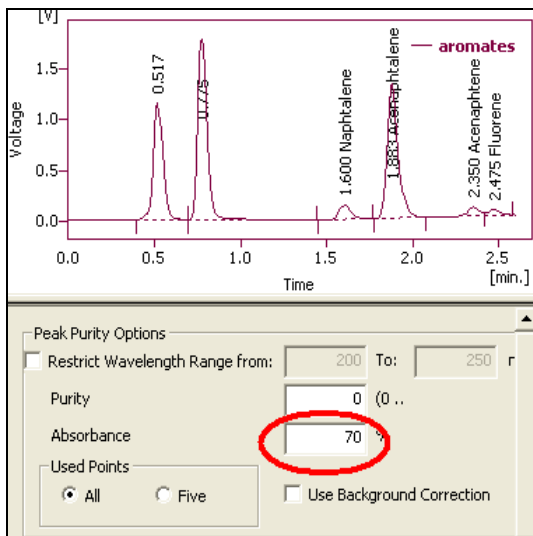 [V]
aromates
1.5
1.0
0.5
0.0
Voltage
0.517
0.775
1.600 Naphtalene
1.883 Acenaphtalene
2.350 Acenaphtene
2.475 Fluorene
0.0 0.5 1.0 1.5 2.0 2.5
Time
[min.]
Peak Purity Options
Restrict Wavelength Range from: 200 To: 250
Purity 0 (0 ..
Absorbance 70 %
Used Points
All Five
Use Background Correction